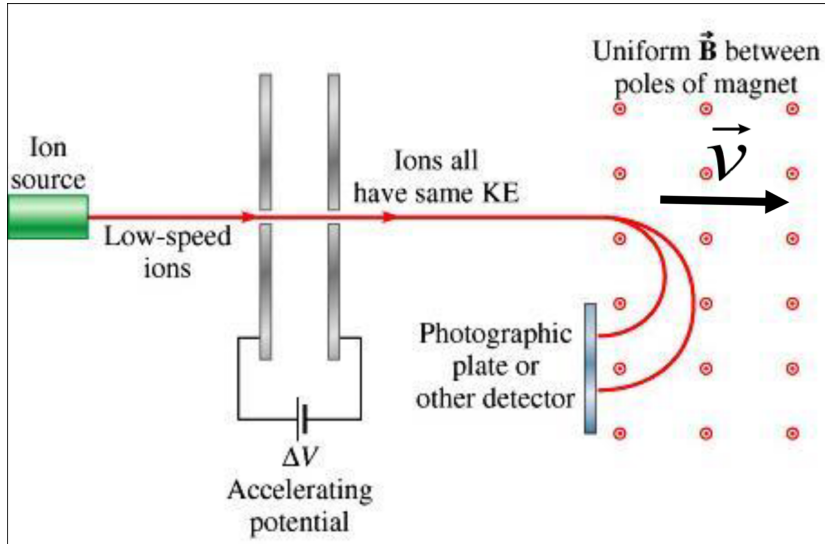 Uniform B⃗ between
poles of magnet
v⃗
Ion
source
Ions all
have same KE
Low-speed
ions
Photographic
plate or
other detector
ΔV
Accelerating
potential